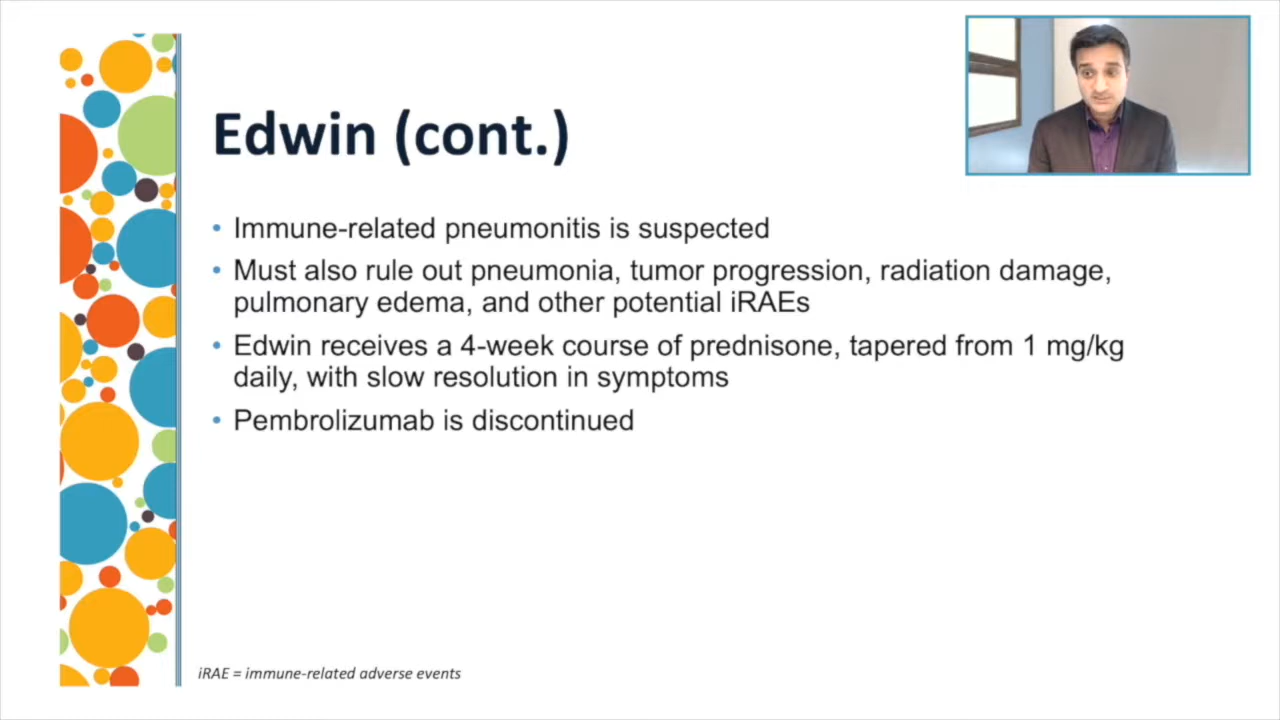 Edwin (cont.)
• Immune-related pneumonitis is suspected
• Must also rule out pneumonia, tumor progression, radiation damage,
pulmonary edema, and other potential iRAEs
• Edwin receives a 4-week course of prednisone, tapered from 1 mg/kg
daily, with slow resolution in symptoms
• Pembrolizumab is discontinued
iRAE = immune-related adverse events